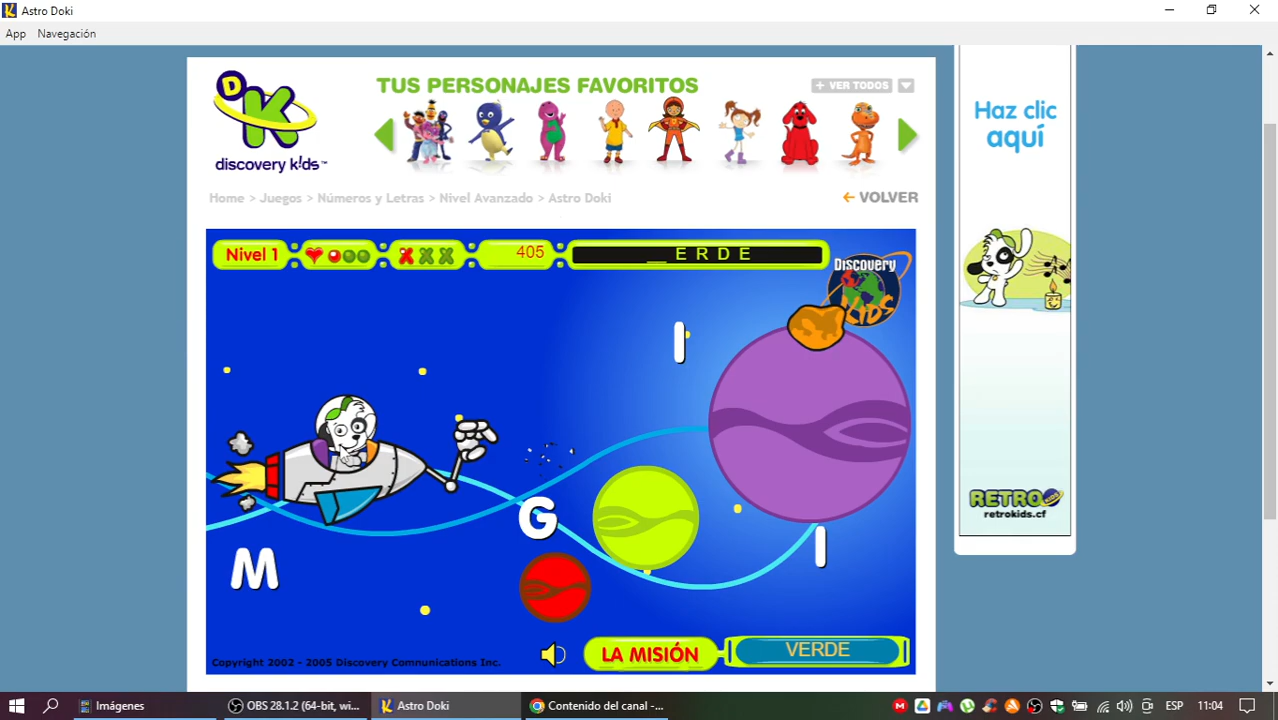 Astro Doki
App Navegación
D
K
discovery k!ds™
TUS PERSONAJES FAVORITOS
+ VER TODOS
Home > Juegos > Números y Letras > Nivel Avanzado > Astro Doki
← VOLVER
Haz clic
aquí
Nivel 1
405
_ E R D E
DISCOVERY
KIDS
I
G
I
M
LA MISIÓN
VERDE
Copyright 2002 - 2005 Discovery Comnunications Inc.
RETRO
retrokids.cf
Imágenes
OBS 28.1.2 (64-bit, wi...
Astro Doki
Contenido del canal -...
ESP
11:04